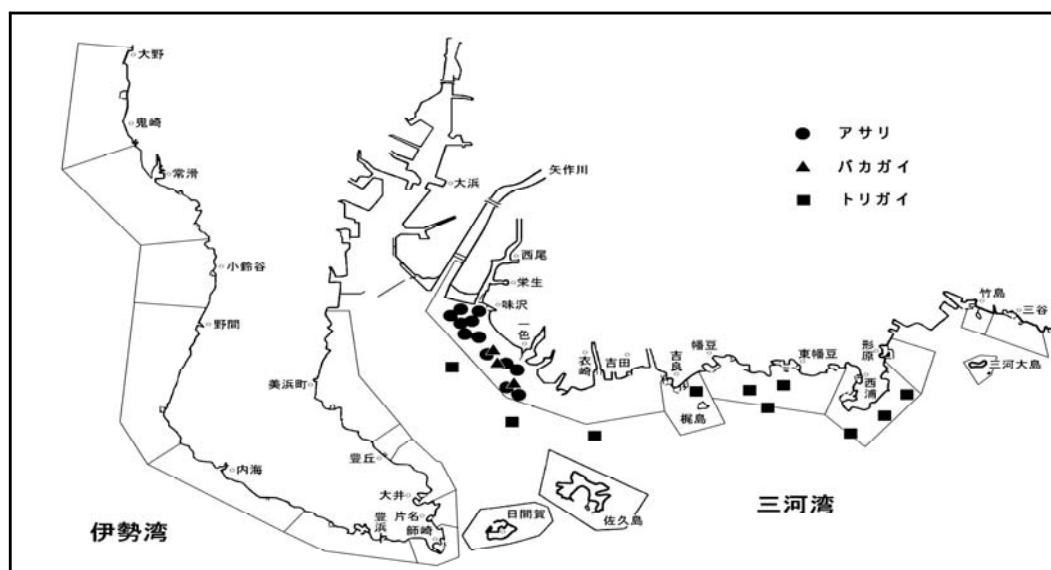 大野
鬼崎
常滑
小鈴谷
野間
内海
伊勢湾
大浜
矢作川
西尾
栄生
味沢
一色
衣崎
吉田
吉良
幡豆
東幡豆
形原
西浦
竹島
三谷
三河大島
梶島
美浜町
豊丘
大井
片名
豊浜
師崎
日間賀
佐久島
三河湾
アサリ
バカガイ
トリガイ